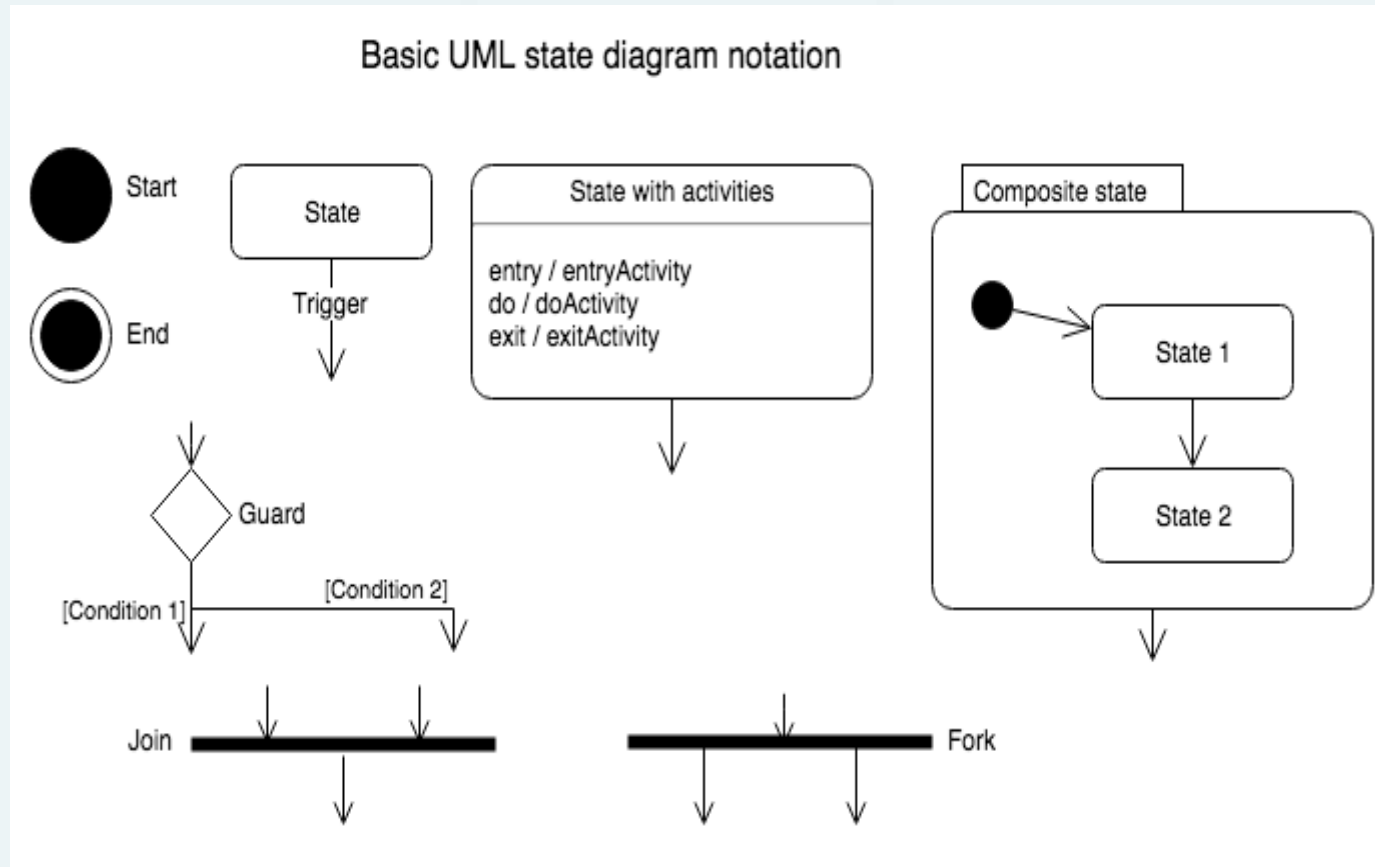 Basic UML state diagram notation
Start
State
Trigger
State with activities
entry / entryActivity
do / doActivity
exit / exitActivity
Composite state
State 1
State 2
End
Guard
[Condition 1]
[Condition 2]
Join
Fork